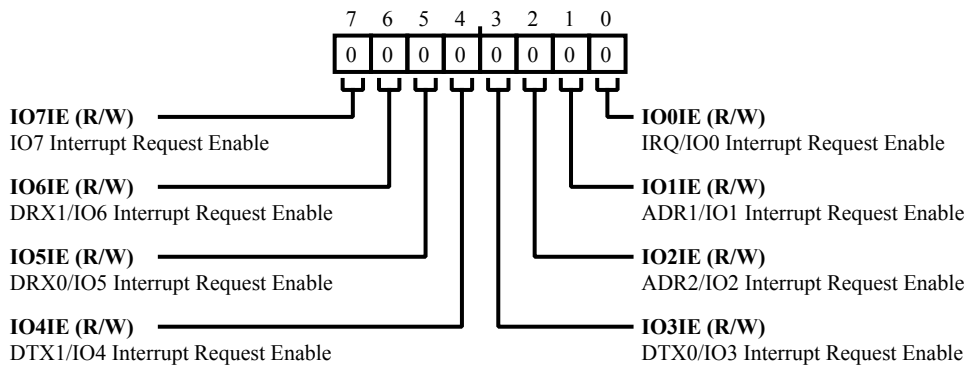 7 6 5 4 3 2 1 0
0 0 0 0 0 0 0 0
IO7IE (R/W)
IO7 Interrupt Request Enable
IO6IE (R/W)
DRX1/IO6 Interrupt Request Enable
IO5IE (R/W)
DRX0/IO5 Interrupt Request Enable
IO4IE (R/W)
DTX1/IO4 Interrupt Request Enable
IO0IE (R/W)
IRQ/IO0 Interrupt Request Enable
IO1IE (R/W)
ADR1/IO1 Interrupt Request Enable
IO2IE (R/W)
ADR2/IO2 Interrupt Request Enable
IO3IE (R/W)
DTX0/IO3 Interrupt Request Enable